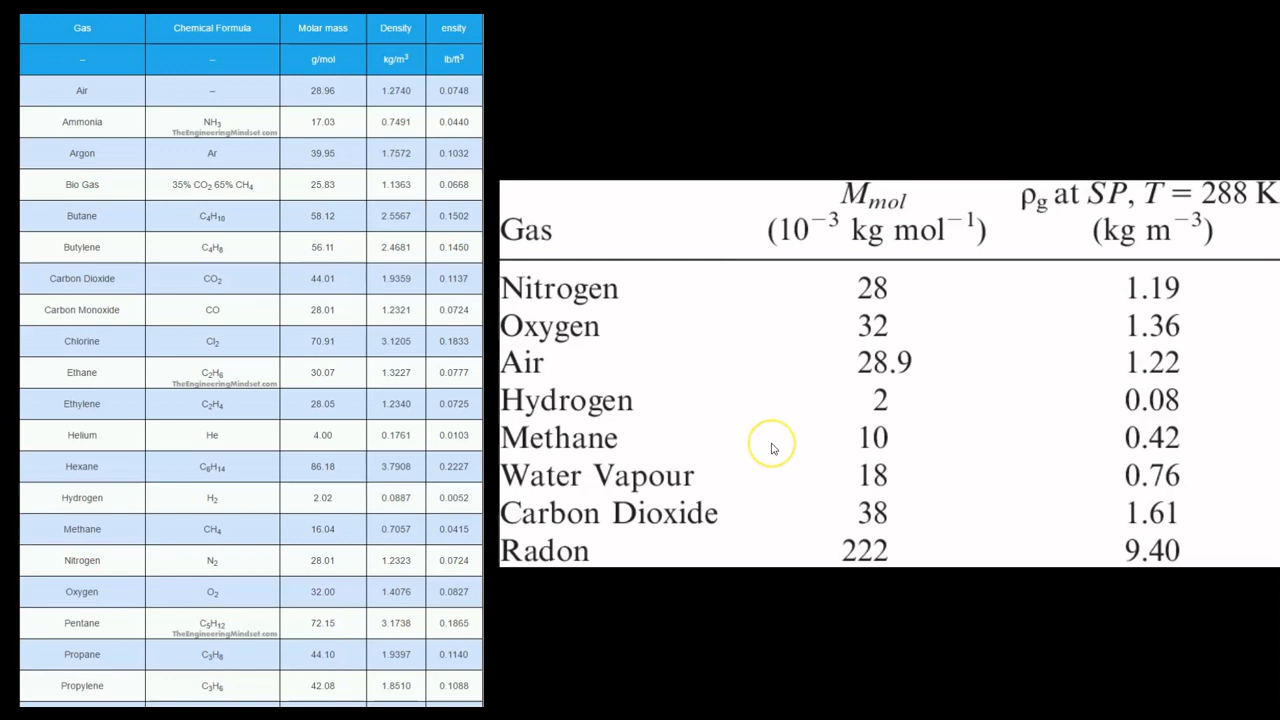 Gas Chemical Formula Molar mass Density ensity
– – g/mol kg/m³ lb/ft³
Air – 28.96 1.2740 0.0748
Ammonia NH₃ 17.03 0.7491 0.0440
TheEngineeringMindset.com
Argon Ar 39.95 1.7572 0.1032
Bio Gas 35% CO₂ 65% CH₄ 25.83 1.1363 0.0668
Butane C₄H₁₀ 58.12 2.5567 0.1502
Butylene C₄H₈ 56.11 2.4681 0.1450
Carbon Dioxide CO₂ 44.01 1.9359 0.1137
Carbon Monoxide CO 28.01 1.2321 0.0724
Chlorine Cl₂ 70.91 3.1205 0.1833
Ethane C₂H₆ 30.07 1.3227 0.0777
TheEngineeringMindset.com
Ethylene C₂H₄ 28.05 1.2340 0.0725
Helium He 4.00 0.1761 0.0103
Hexane C₆H₁₄ 86.18 3.7908 0.2227
Hydrogen H₂ 2.02 0.0887 0.0052
Methane CH₄ 16.04 0.7057 0.0415
Nitrogen N₂ 28.01 1.2323 0.0724
Oxygen O₂ 32.00 1.4076 0.0827
Pentane C₅H₁₂ 72.15 3.1738 0.1865
TheEngineeringMindset.com
Propane C₃H₈ 44.10 1.9397 0.1140
Propylene C₃H₆ 42.08 1.8510 0.1088
Mmol ρg at SP, T = 288 K
Gas (10⁻³ kg mol⁻¹) (kg m⁻³)
Nitrogen 28 1.19
Oxygen 32 1.36
Air 28.9 1.22
Hydrogen 2 0.08
Methane 10 0.42
Water Vapour 18 0.76
Carbon Dioxide 38 1.61
Radon 222 9.40